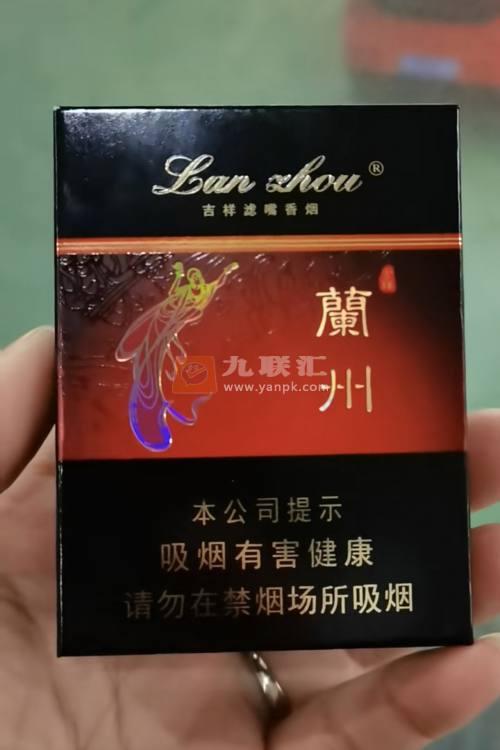 Lan zhou®
吉祥滤嘴香烟
蘭州
九联汇
www.yanpk.com
本公司提示
吸烟有害健康
请勿在禁烟场所吸烟